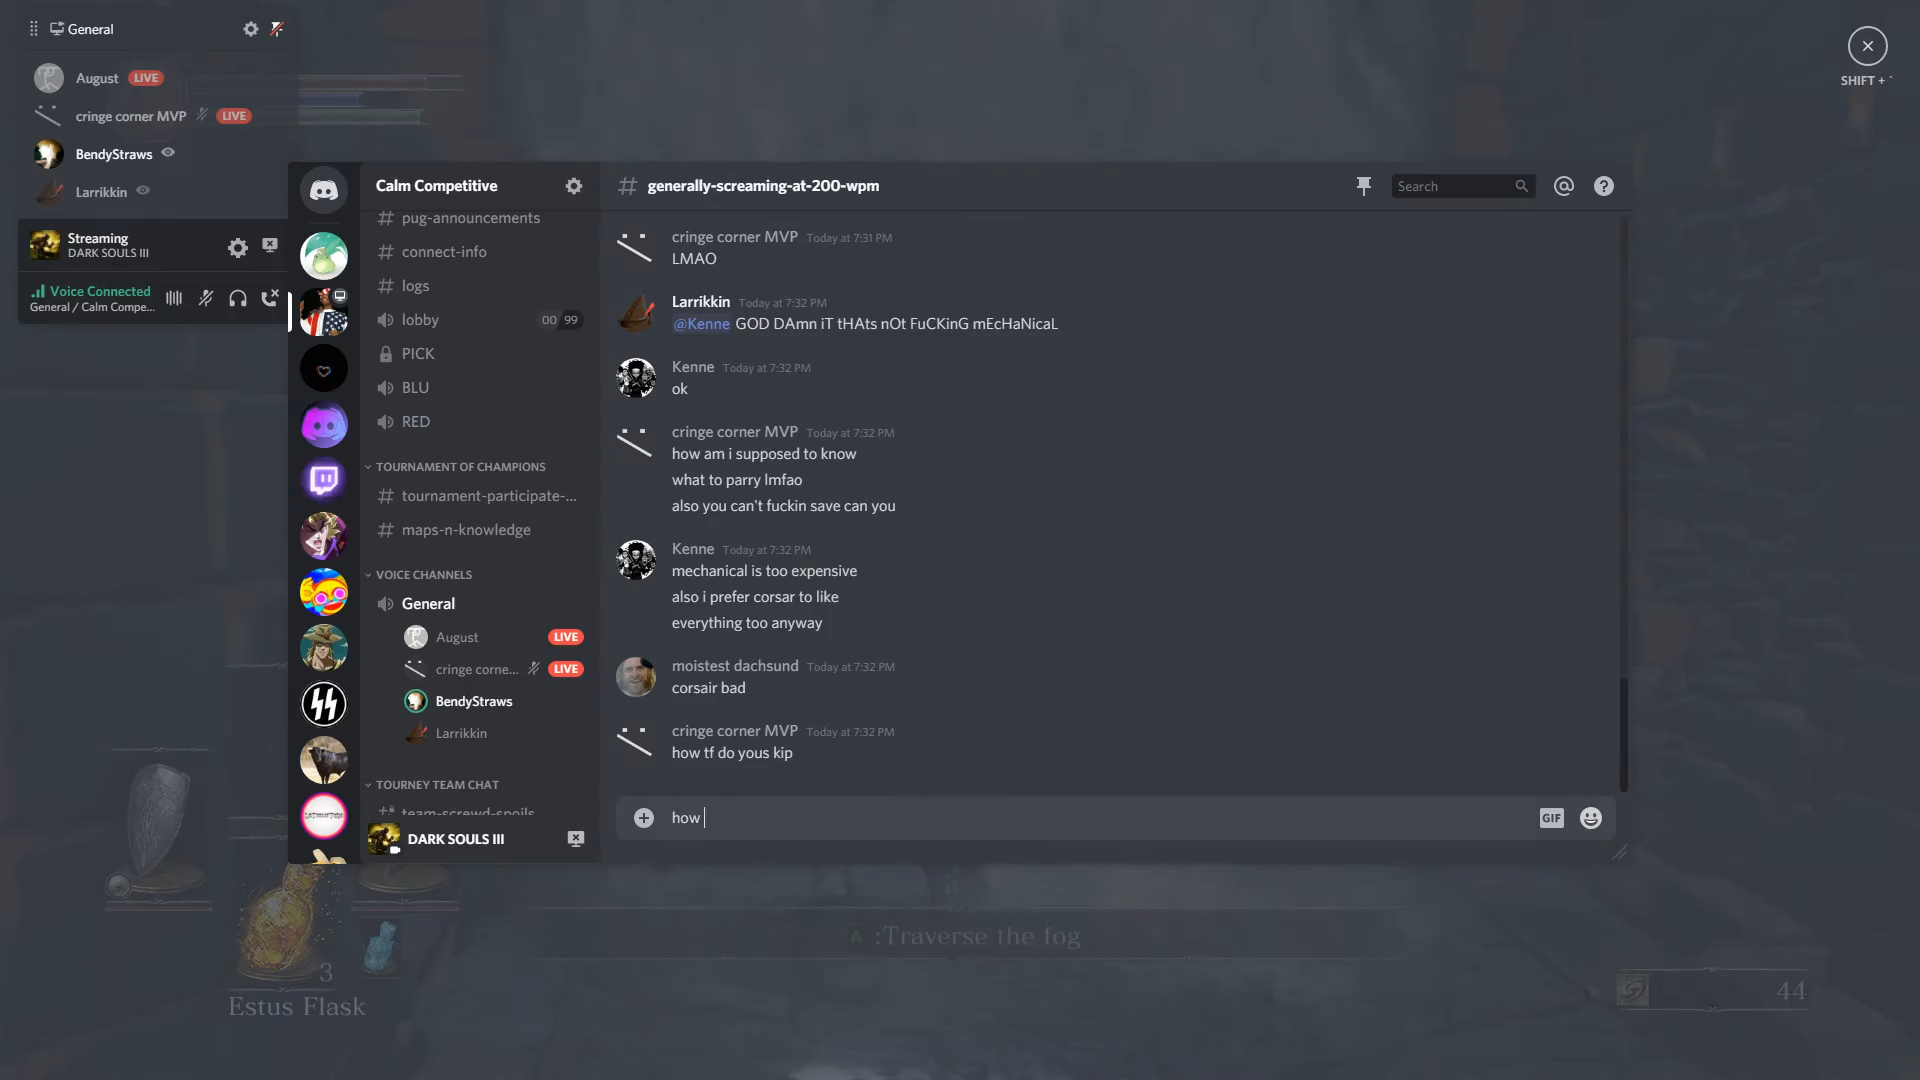 General
SHIFT + `
August LIVE
cringe corner MVP LIVE
BendyStraws
Larrikkin
Streaming
DARK SOULS III
Voice Connected
General / Calm Compe...
Calm Competitive
pug-announcements
connect-info
logs
lobby 00 99
PICK
BLU
RED
TOURNAMENT OF CHAMPIONS
tournament-participate-...
maps-n-knowledge
VOICE CHANNELS
General
August LIVE
cringe corne... LIVE
BendyStraws
Larrikkin
TOURNEY TEAM CHAT
team-screwd-spoils
DARK SOULS III
# generally-screaming-at-200-wpm
Search
cringe corner MVP Today at 7:31 PM
LMAO
Larrikkin Today at 7:32 PM
@Kenne GOD DAmn iT tHAts nOt FuCKinG mEcHaNicaL
Kenne Today at 7:32 PM
ok
cringe corner MVP Today at 7:32 PM
how am i supposed to know
what to parry lmfao
also you can't fuckin save can you
Kenne Today at 7:32 PM
mechanical is too expensive
also i prefer corsar to like
everything too anyway
moistest dachsund Today at 7:32 PM
corsair bad
cringe corner MVP Today at 7:32 PM
how tf do yous kip
how
GIF
A :Traverse the fog
3
Estus Flask
44